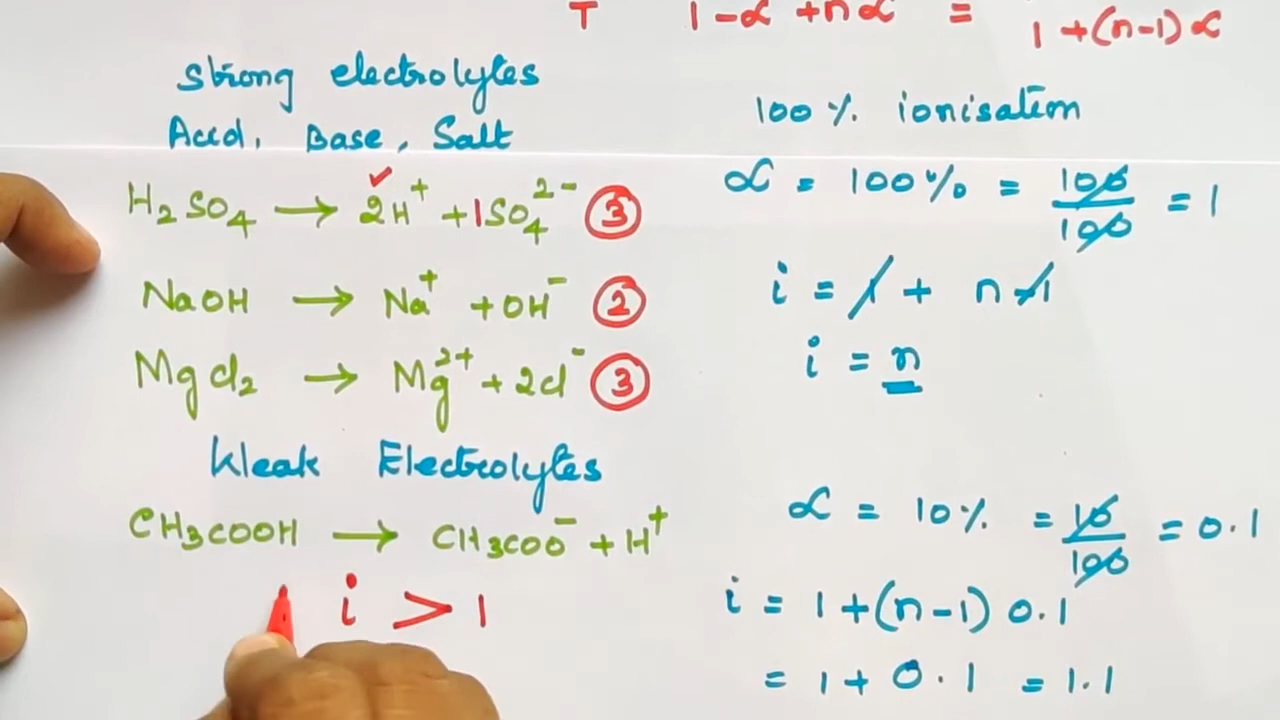 T 1-α+nα = 1+(n-1)α
Strong electrolytes
Acid, Base, Salt
H₂SO₄ → 2H⁺ + 1SO₄²⁻ ③
NaOH → Na⁺ + OH⁻ ②
MgCl₂ → Mg²⁺ + 2Cl⁻ ③
Weak Electrolytes
CH₃COOH → CH₃COO⁻ + H⁺
i > 1
100% ionisation
α = 100% = 100/100 = 1
i = 1 + n-1
i = n
α = 10% = 10/100 = 0.1
i = 1+(n-1) 0.1
= 1+ 0.1 = 1.1